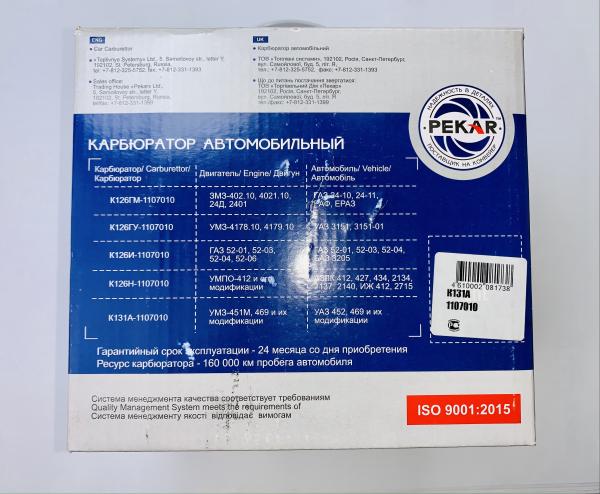 ENG
• Car Carburettor
• «Toplivnye Systemy» Ltd., 5, Samoilovoy str., letter Y,
192102, St. Petersburg, Russia,
tel: +7-812-325-5752, fax: +7-812-331-1393
• Sales office:
Trading House «Pekar» Ltd.,
5, Samoilovoy str., letter Y,
192102, St. Petersburg, Russia,
tel/fax: +7-812-331-1393
UK
• Карбюратор автомобільний
• ТОВ «Топливні системи», 192102, Росія, Санкт-Петербург,
вул. Самойлової, буд. 5, літ. Я,
тел.: +7-812-325-5752, факс: +7-812-331-1393
• Що до питань постачання звертатися:
ТОВ «Торгівельний Дім «Пекар»
192102, Росія, Санкт-Петербург,
вул. Самойлової, буд. 5, літ. Я
тел/факс: +7-812-331-1393
НАДЕЖНОСТЬ В ДЕТАЛЯХ
PEKAR
ПОСТАВЩИК НА КОНВЕЙЕР
КАРБЮРАТОР АВТОМОБИЛЬНЫЙ
Карбюратор/ Carburettor/
Карбюратор
Двигатель/ Engine/ Двигун
Автомобиль/ Vehicle/
Автомобіль
К126ГМ-1107010
ЗМЗ-402.10, 4021.10,
24Д, 2401
ГАЗ 24-10, 24-11,
РАФ, ЕРАЗ
К126ГУ-1107010
УМЗ-4178.10, 4179.10
УАЗ 3151, 3151-01
К126И-1107010
ГАЗ 52-01, 52-03,
52-04, 52-06
ГАЗ 52-01, 52-03, 52-04,
3205
К126Н-1107010
УМПО-412 и его
модификации
412, 427, 434, 2134,
2137, 2140, ИЖ 412, 2715
К131А-1107010
УМЗ-451М, 469 и их
модификации
УАЗ 452, 469 и их
модификации
4 610002 081738
К131А
1107010
Гарантийный срок эксплуатации - 24 месяца со дня приобретения
Ресурс карбюратора - 160 000 км пробега автомобиля
Система менеджмента качества соответствует требованиям
Quality Management System meets the requirements of
Система менеджменту якості відповідає вимогам
ISO 9001:2015